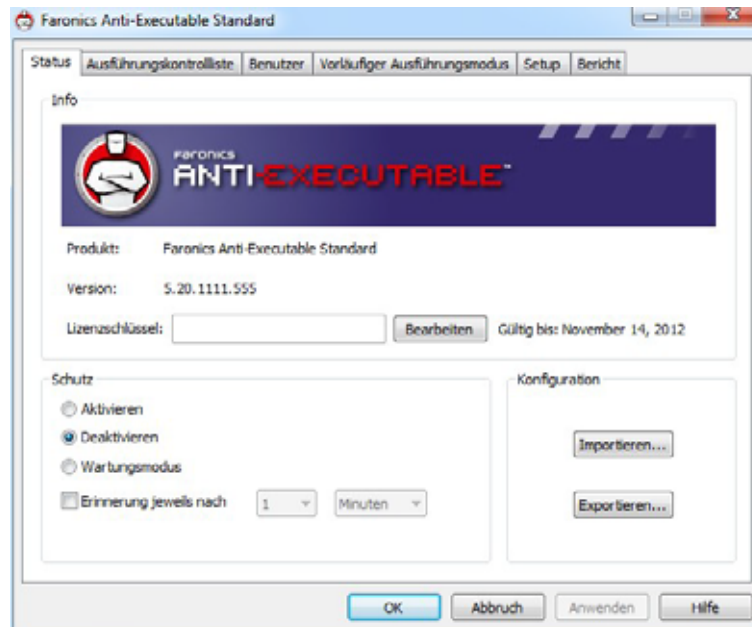 Faronics Anti-Executable Standard
Status Ausführungskontrolliste Benutzer Vorläufiger Ausführungsmodus Setup Bericht
Info
FARONICS
ANTI-EXECUTABLE™
Produkt: Faronics Anti-Executable Standard
Version: 5.20.1111.555
Lizenzschlüssel: Bearbeiten Gültig bis: November 14, 2012
Schutz Konfiguration
Aktivieren
Deaktivieren
Importieren...
Wartungsmodus
Erinnerung jeweils nach 1 Minuten Exportieren...
OK Abbruch Anwenden Hilfe